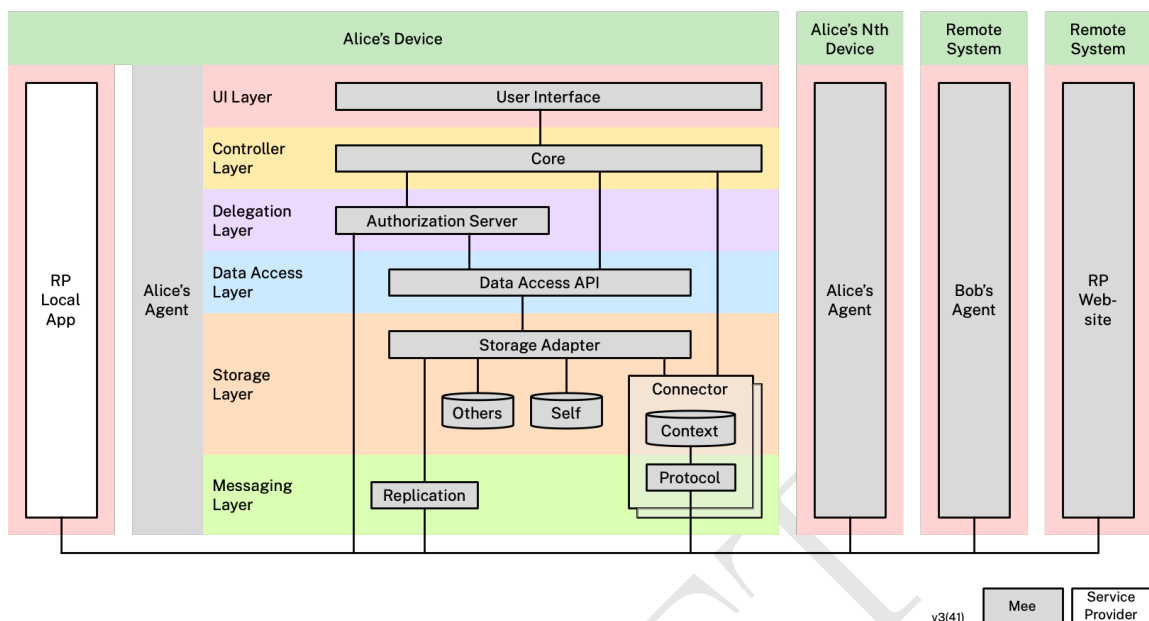 Alice's Device
Alice's Nth
Device
Remote
System
Remote
System
RP
Local
App
Alice's
Agent
UI Layer
User Interface
Controller
Layer
Core
Delegation
Layer
Authorization Server
Data Access
Layer
Data Access API
Storage
Layer
Storage Adapter
Others
Self
Connector
Context
Messaging
Layer
Replication
Protocol
Alice's
Agent
Bob's
Agent
RP
Web-
site
v3(41)
Mee
Service
Provider